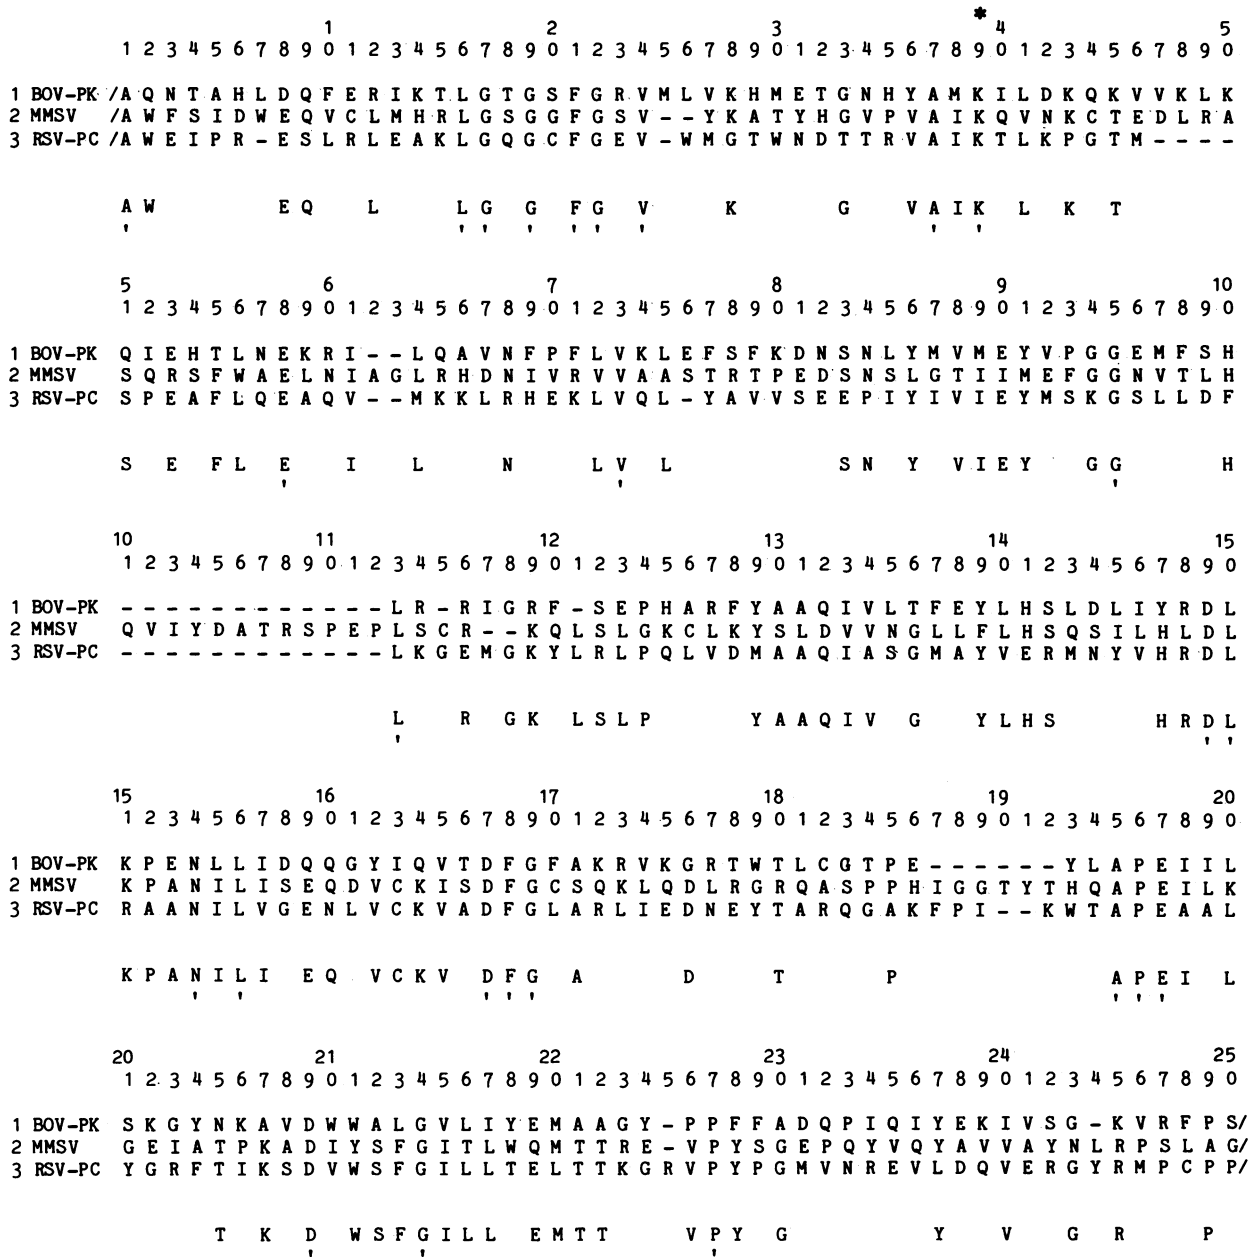 *
1 2 3 4 5
1 2 3 4 5 6 7 8 9 0 1 2 3 4 5 6 7 8 9 0 1 2 3 4 5 6 7 8 9 0 1 2 3 4 5 6 7 8 9 0 1 2 3 4 5 6 7 8 9 0
1 BOV-PK /A Q N T A H L D Q F E R I K T L G T G S F G R V M L V K H M E T G N H Y A M K I L D K Q K V V K L K
2 MMSV /A W F S I D W E Q V C L M H R L G S G G F G S V - - Y K A T Y H G V P V A I K Q V N K C T E D L R A
3 RSV-PC /A W E I P R - E S L R L E A K L G Q G C F G E V - W M G T W N D T T R V A I K T L K P G T M - - - -
A W E Q L L G G F G V K G V A I K L K T
' ' ' ' ' ' ' ' '
5 6 7 8 9 10
1 2 3 4 5 6 7 8 9 0 1 2 3 4 5 6 7 8 9 0 1 2 3 4 5 6 7 8 9 0 1 2 3 4 5 6 7 8 9 0 1 2 3 4 5 6 7 8 9 0
1 BOV-PK Q I E H T L N E K R I - - L Q A V N F P F L V K L E F S F K D N S N L Y M V M E Y V P G G E M F S H
2 MMSV S Q R S F W A E L N I A G L R H D N I V R V V A A S T R T P E D S N S L G T I I M E F G G N V T L H
3 RSV-PC S P E A F L Q E A Q V - - M K K L R H E K L V Q L - Y A V V S E E P I Y I V I E Y M S K G S L L D F
S E F L E I L N L V L S N Y V I E Y G G H
' ' '
10 11 12 13 14 15
1 2 3 4 5 6 7 8 9 0 1 2 3 4 5 6 7 8 9 0 1 2 3 4 5 6 7 8 9 0 1 2 3 4 5 6 7 8 9 0 1 2 3 4 5 6 7 8 9 0
1 BOV-PK - - - - - - - - - - - - L R - R I G R F - S E P H A R F Y A A Q I V L T F E Y L H S L D L I Y R D L
2 MMSV Q V I Y D A T R S P E P L S C R - - K Q L S L G K C L K Y S L D V V N G L L F L H S Q S I L H L D L
3 RSV-PC - - - - - - - - - - - - L K G E M G K Y L R L P Q L V D M A A Q I A S G M A Y V E R M N Y V H R D L
L R G K L S L P Y A A Q I V G Y L H S H R D L
' ' '
15 16 17 18 19 20
1 2 3 4 5 6 7 8 9 0 1 2 3 4 5 6 7 8 9 0 1 2 3 4 5 6 7 8 9 0 1 2 3 4 5 6 7 8 9 0 1 2 3 4 5 6 7 8 9 0
1 BOV-PK K P E N L L I D Q Q G Y I Q V T D F G F A K R V K G R T W T L C G T P E - - - - - - Y L A P E I I L
2 MMSV K P A N I L I S E Q D V C K I S D F G C S Q K L Q D L R G R Q A S P P H I G G T Y T H Q A P E I L K
3 RSV-PC R A A N I L V G E N L V C K V A D F G L A R L I E D N E Y T A R Q G A K F P I - - K W T A P E A A L
K P A N I L I E Q V C K V D F G A D T P A P E I L
' ' ' ' ' ' ' '
20 21 22 23 24 25
1 2 3 4 5 6 7 8 9 0 1 2 3 4 5 6 7 8 9 0 1 2 3 4 5 6 7 8 9 0 1 2 3 4 5 6 7 8 9 0 1 2 3 4 5 6 7 8 9 0
1 BOV-PK S K G Y N K A V D W W A L G V L I Y E M A A G Y - P P F F A D Q P I Q I Y E K I V S G - K V R F P S/
2 MMSV G E I A T P K A D I Y S F G I T L W Q M T T R E - V P Y S G E P Q Y V Q Y A V V A Y N L R P S L A G/
3 RSV-PC Y G R F T I K S D V W S F G I L L T E L T T K G R V P Y P G M V N R E V L D Q V E R G Y R M P C P P/
T K D W S F G I L L E M T T V P Y G Y V G R P
' ' '